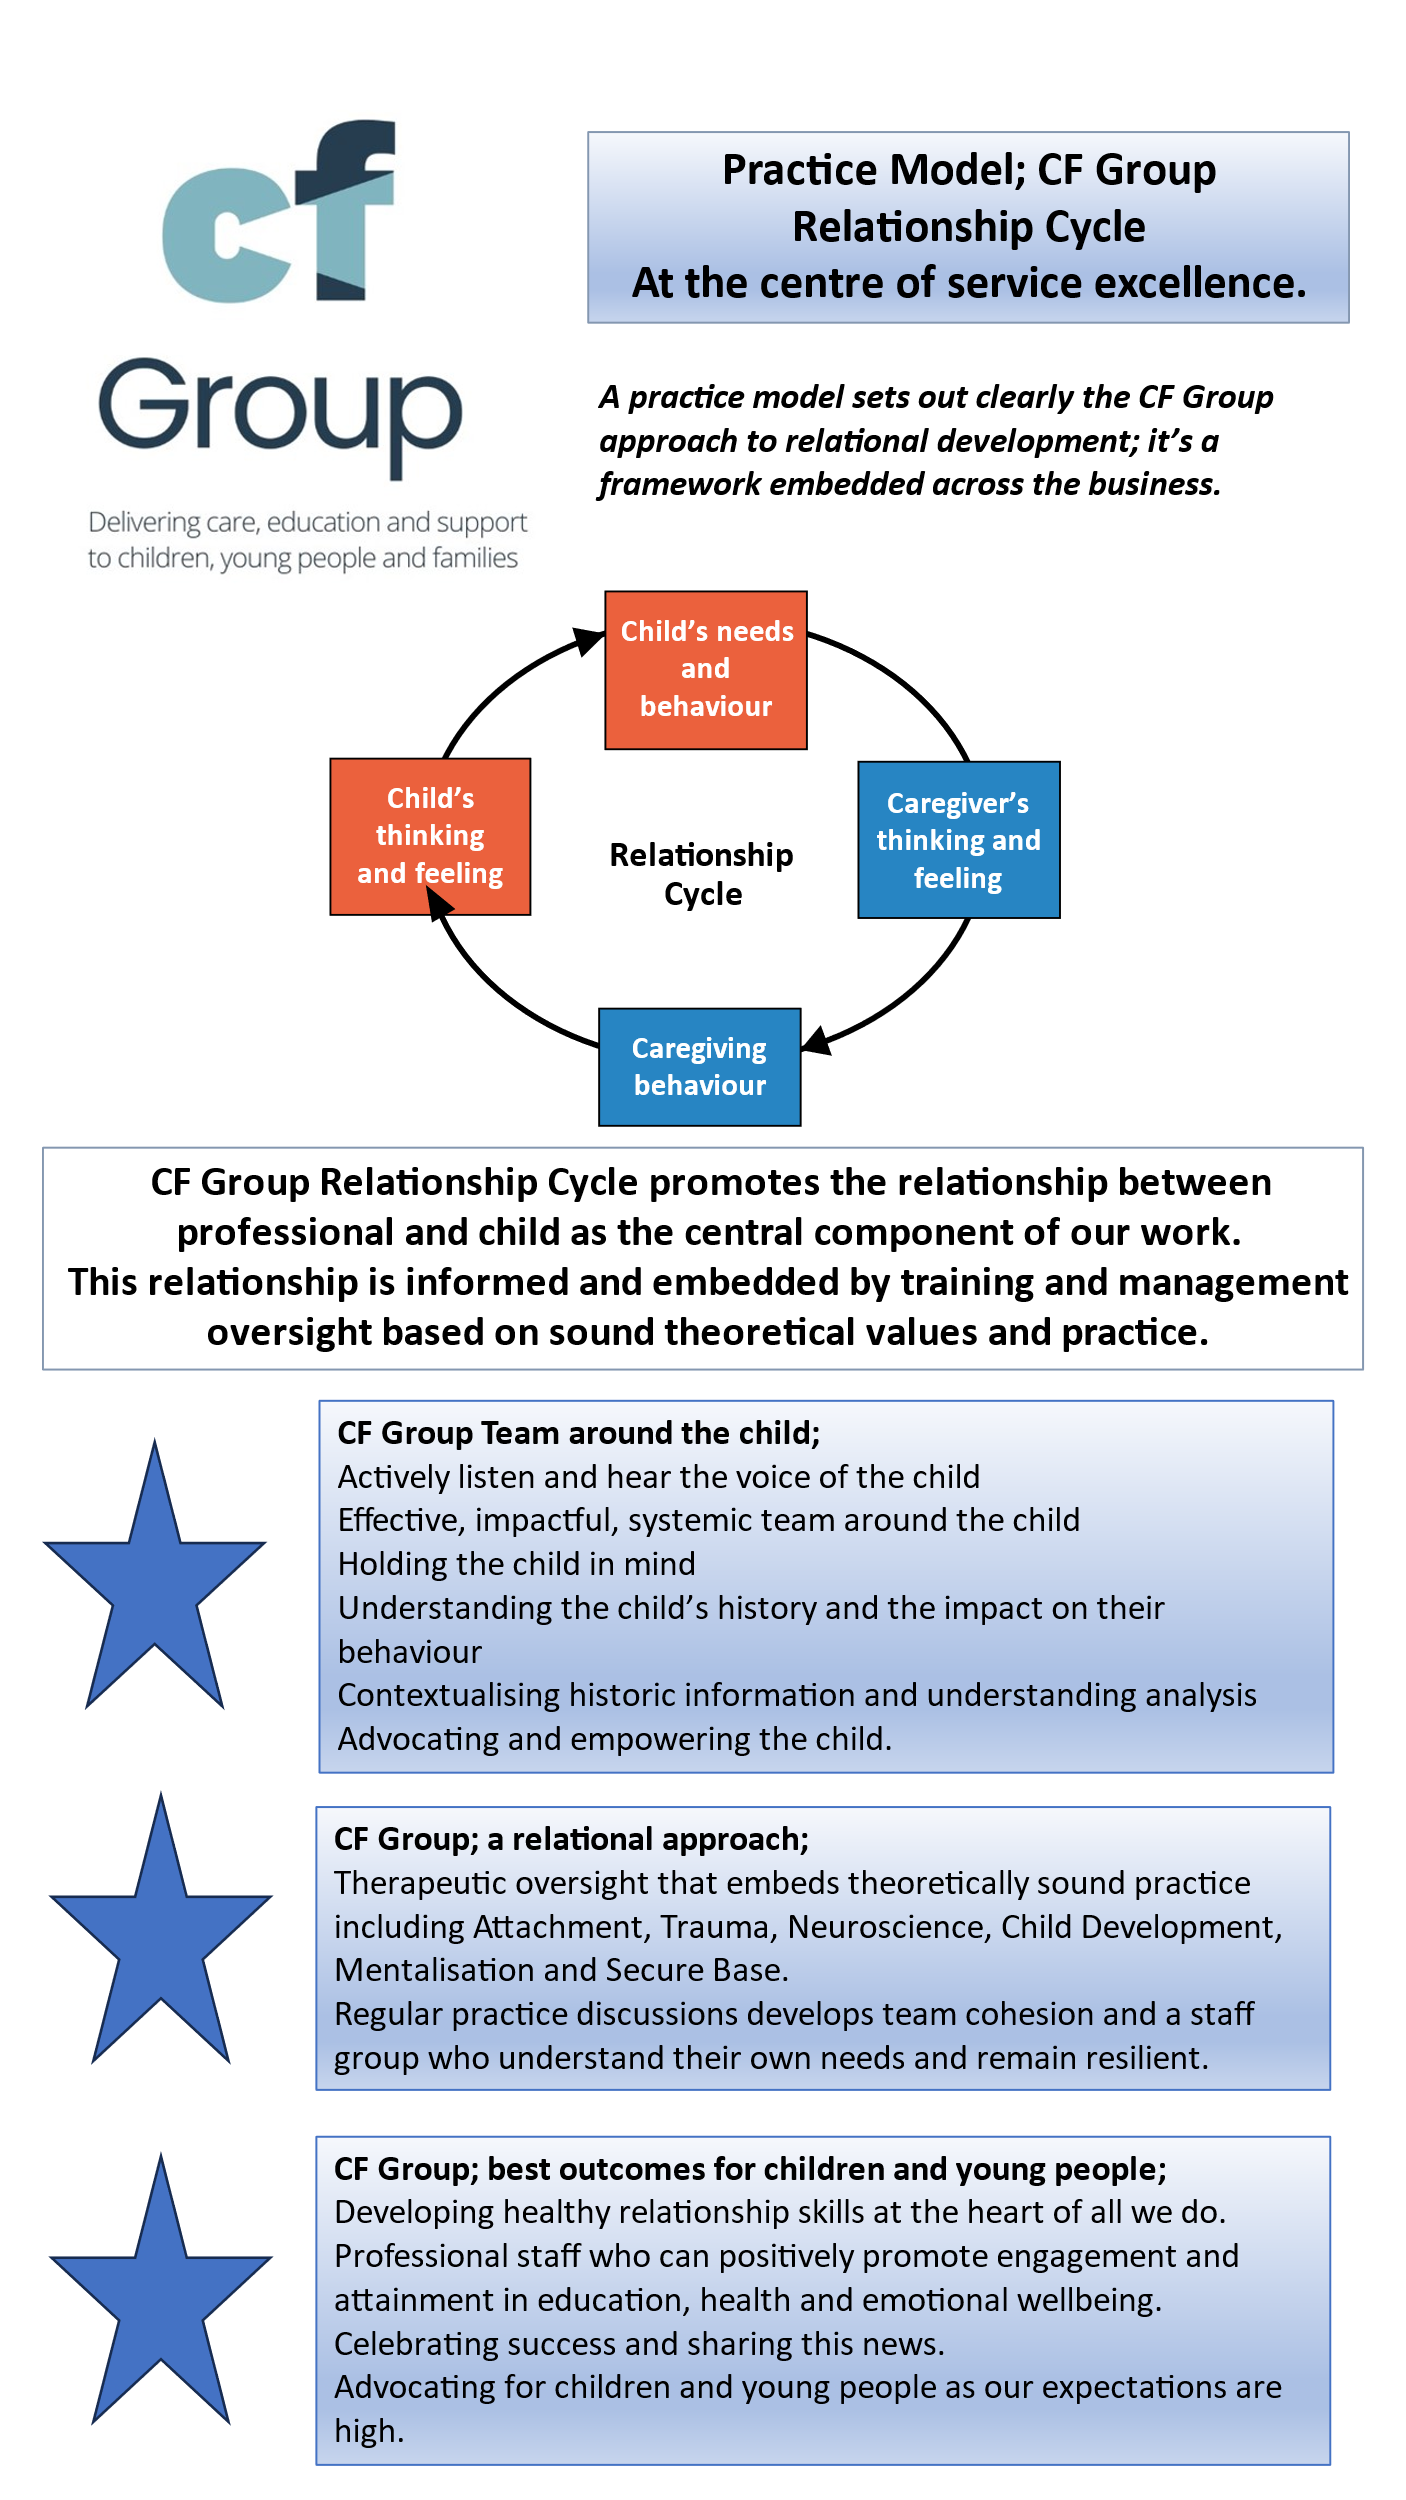 cf
Group
Delivering care, education and support
to children, young people and families
Practice Model; CF Group
Relationship Cycle
At the centre of service excellence.
A practice model sets out clearly the CF Group
approach to relational development; it's a
framework embedded across the business.
Child's needs
and
behaviour
Child's
thinking
and feeling
Relationship
Cycle
Caregiver's
thinking and
feeling
Caregiving
behaviour
CF Group Relationship Cycle promotes the relationship between
professional and child as the central component of our work.
This relationship is informed and embedded by training and management
oversight based on sound theoretical values and practice.
CF Group Team around the child;
Actively listen and hear the voice of the child
Effective, impactful, systemic team around the child
Holding the child in mind
Understanding the child's history and the impact on their
behaviour
Contextualising historic information and understanding analysis
Advocating and empowering the child.
CF Group; a relational approach;
Therapeutic oversight that embeds theoretically sound practice
including Attachment, Trauma, Neuroscience, Child Development,
Mentalisation and Secure Base.
Regular practice discussions develops team cohesion and a staff
group who understand their own needs and remain resilient.
CF Group; best outcomes for children and young people;
Developing healthy relationship skills at the heart of all we do.
Professional staff who can positively promote engagement and
attainment in education, health and emotional wellbeing.
Celebrating success and sharing this news.
Advocating for children and young people as our expectations are
high.